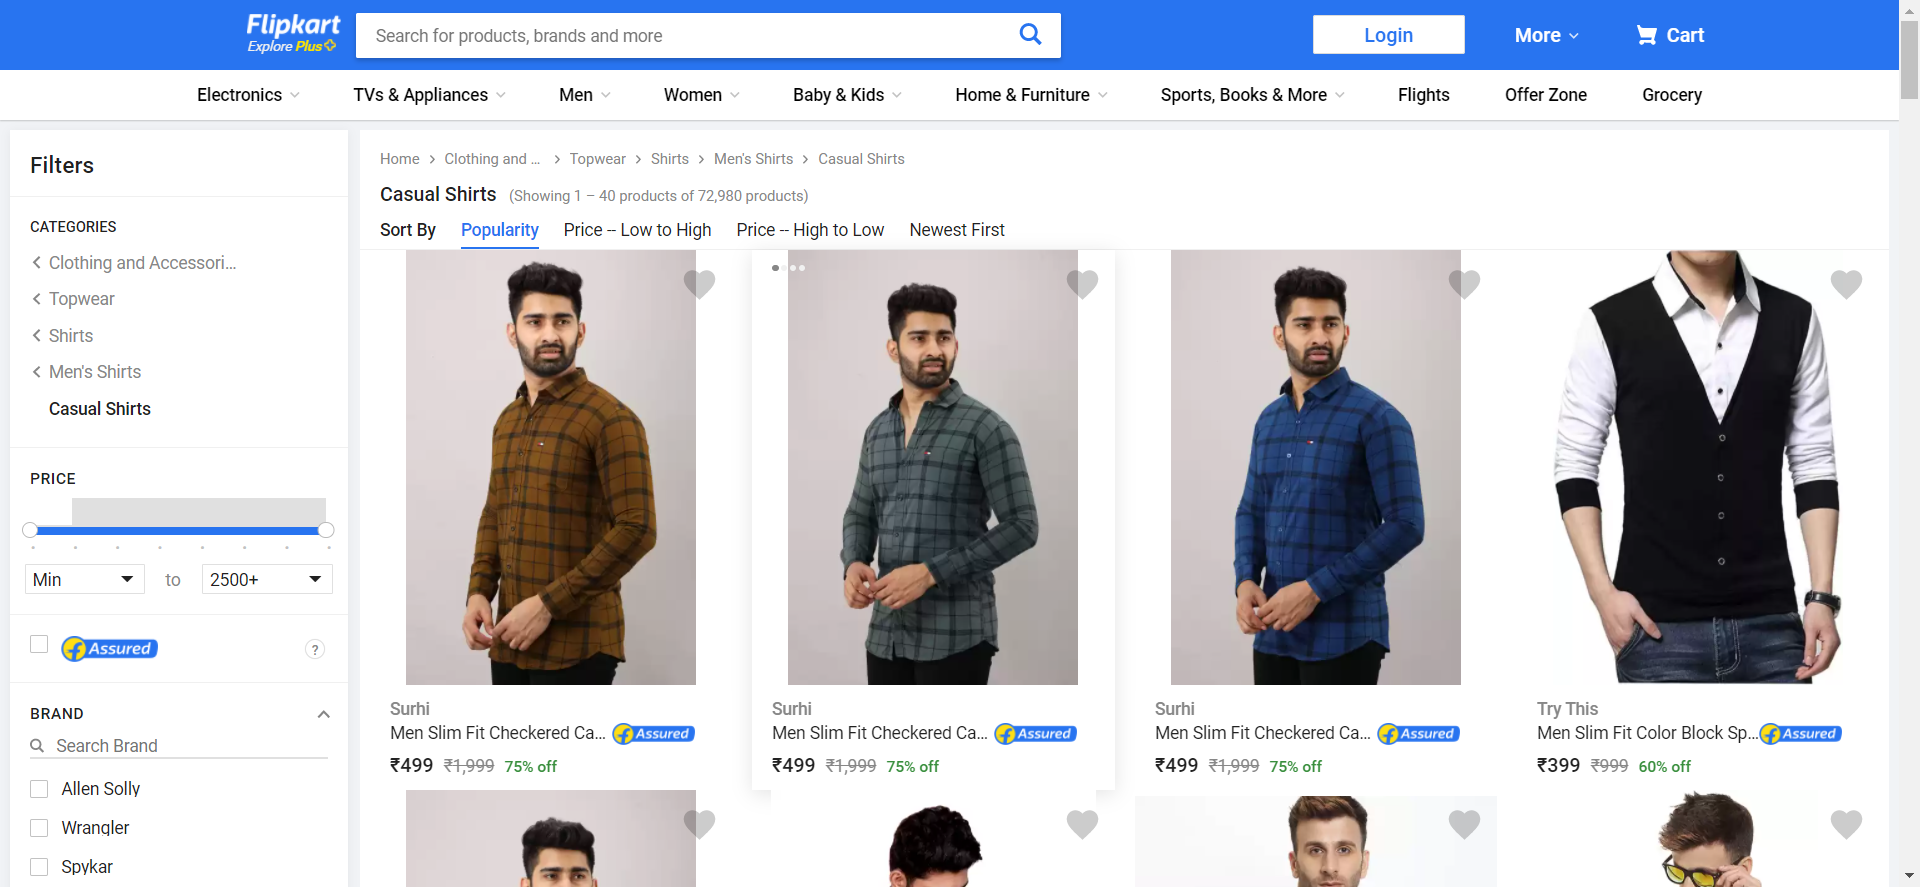 Flipkart
Explore Plus
Search for products, brands and more
Login
More
Cart
Electronics
TVs & Appliances
Men
Women
Baby & Kids
Home & Furniture
Sports, Books & More
Flights
Offer Zone
Grocery
Filters
CATEGORIES
Clothing and Accessori...
Topwear
Shirts
Men's Shirts
Casual Shirts
PRICE
Min
to
2500+
Assured
?
BRAND
Search Brand
Allen Solly
Wrangler
Spykar
Home > Clothing and ... > Topwear > Shirts > Men's Shirts > Casual Shirts
Casual Shirts (Showing 1 – 40 products of 72,980 products)
Sort By Popularity Price -- Low to High Price -- High to Low Newest First
Surhi
Men Slim Fit Checkered Ca... Assured
₹499 ₹1,999 75% off
Surhi
Men Slim Fit Checkered Ca... Assured
₹499 ₹1,999 75% off
Surhi
Men Slim Fit Checkered Ca... Assured
₹499 ₹1,999 75% off
Try This
Men Slim Fit Color Block Sp... Assured
₹399 ₹999 60% off